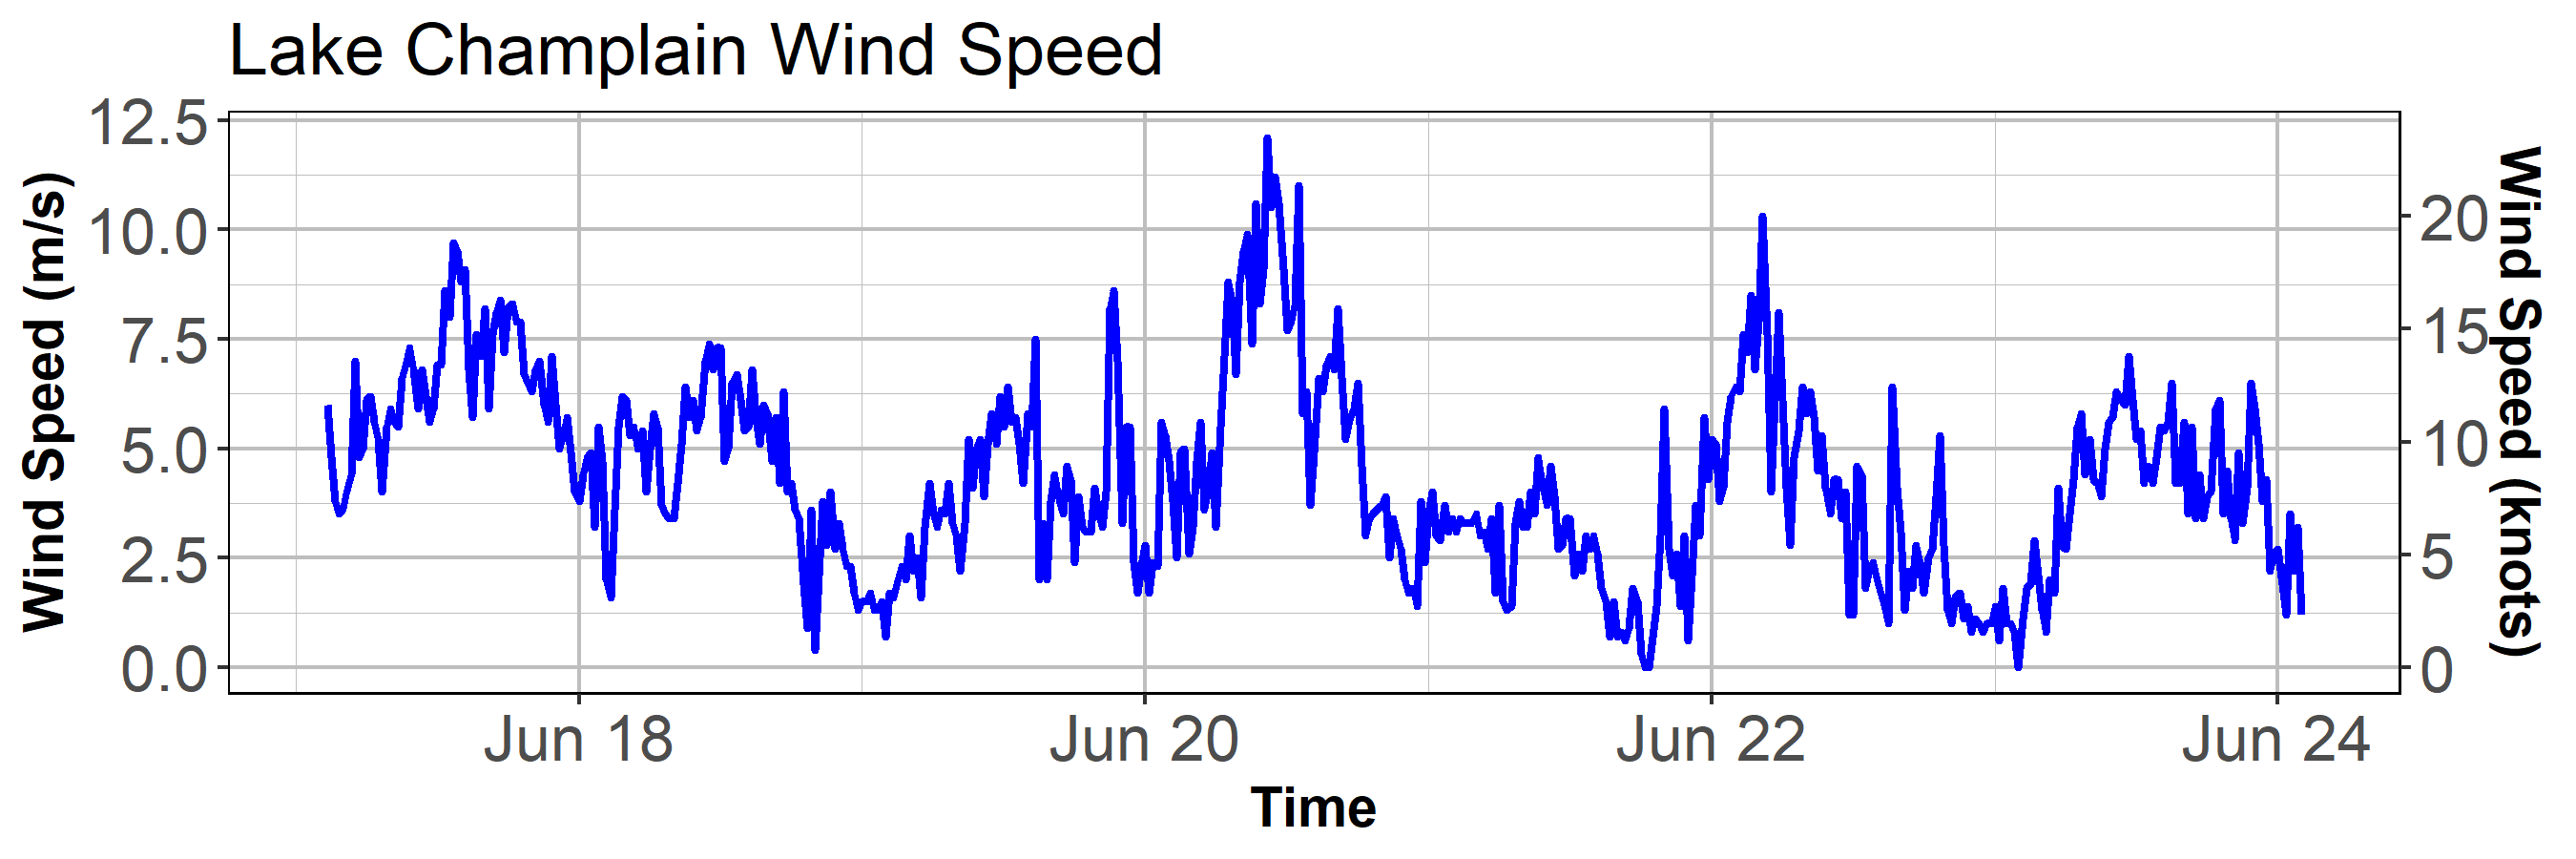 Lake Champlain Wind Speed
Wind Speed (m/s)
12.5
10.0
7.5
5.0
2.5
0.0
20
15
10
5
0
Wind Speed (knots)
Jun 18
Jun 20
Jun 22
Jun 24
Time